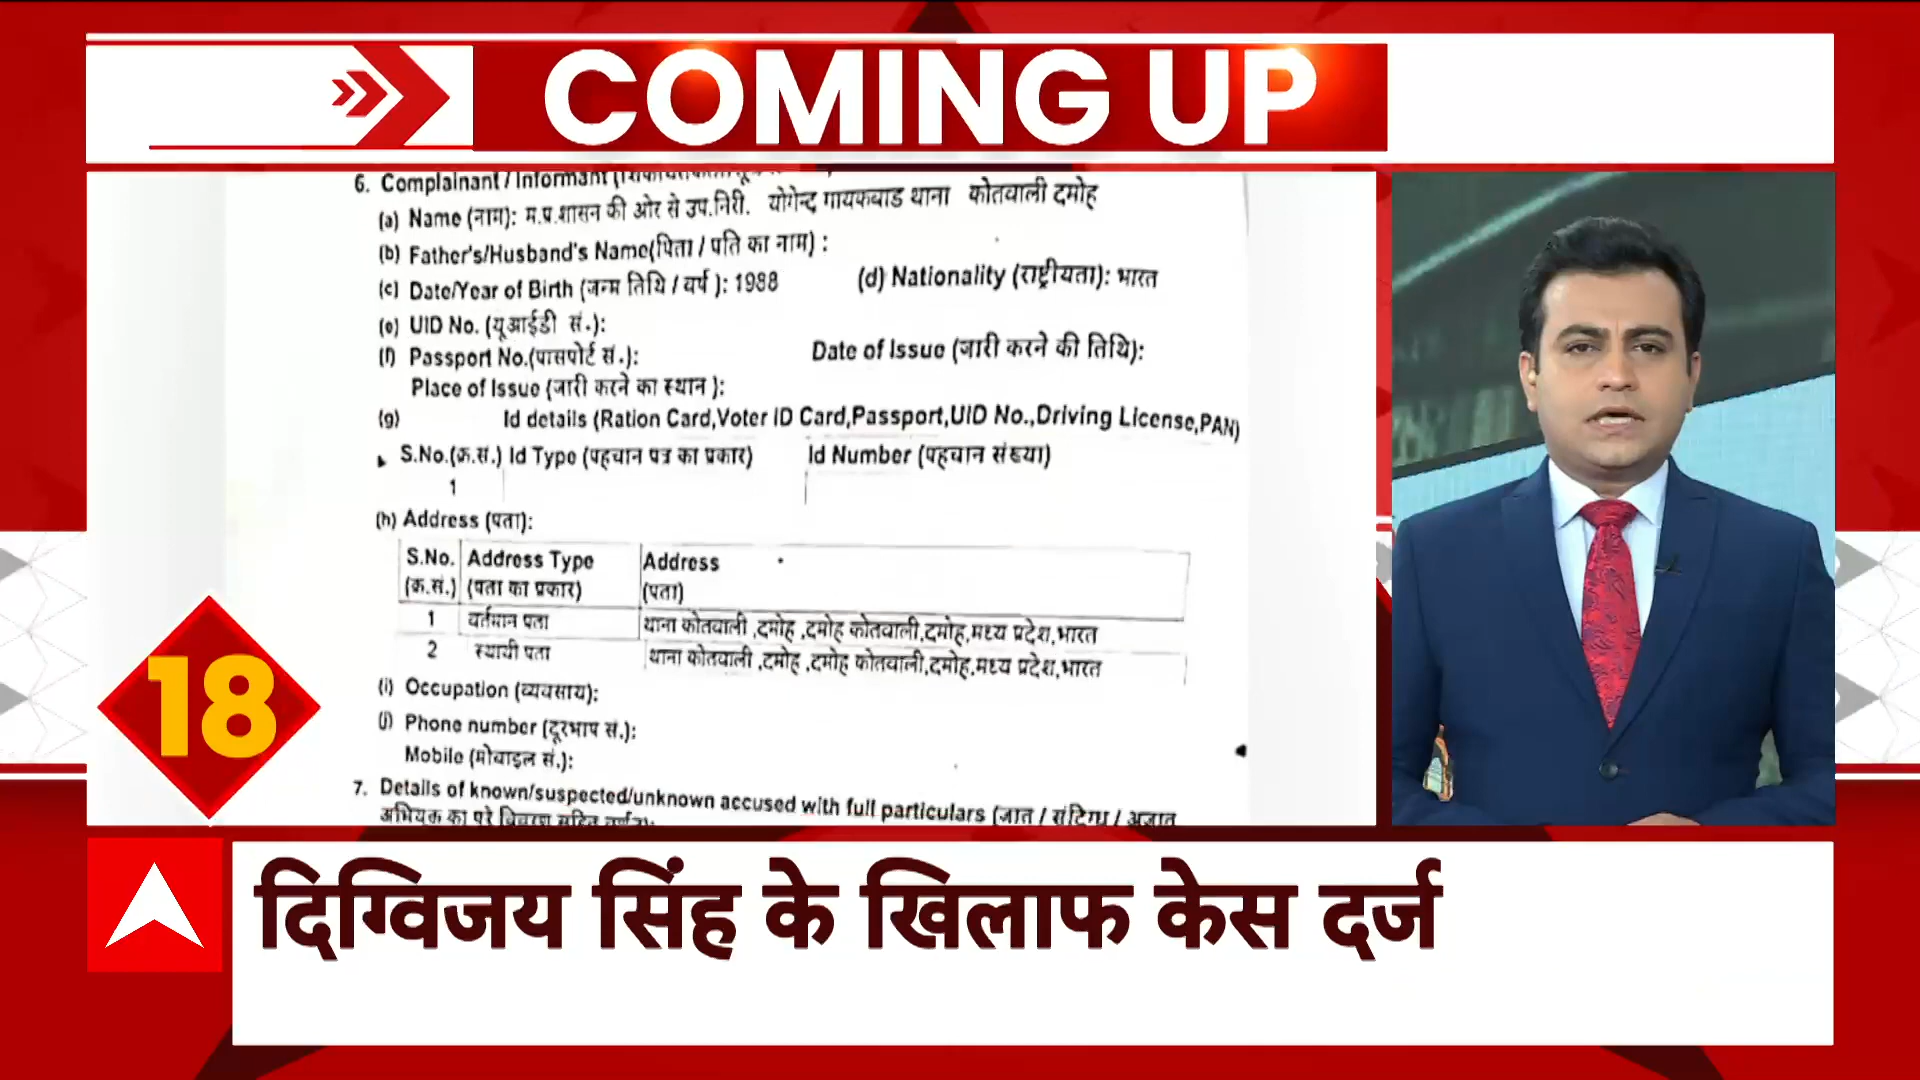 COMING UP
6. Complainant / Informant
(a) Name (नाम): म.प्र.शासन की ओर से उप.निरी. योगेन्द्र गायकवाड थाना कोतवाली दमोह
(b) Father's/Husband's Name(पिता / पति का नाम) :
(c) Date/Year of Birth (जन्म तिथि / वर्ष ): 1988 (d) Nationality (राष्ट्रीयता): भारत
(e) UID No. (यूआईडी सं.):
(f) Passport No.(पासपोर्ट सं.): Date of Issue (जारी करने की तिथि):
Place of Issue (जारी करने का स्थान ):
(g) Id details (Ration Card,Voter ID Card,Passport,UID No.,Driving License,PAN)
S.No.(क्र.सं.) Id Type (पहचान पत्र का प्रकार) Id Number (पहचान संख्या)
1
(h) Address (पता):
S.No. Address Type Address
(क्र.सं.) (पता का प्रकार) (पता)
1 वर्तमान पता थाना कोतवाली ,दमोह ,दमोह कोतवाली,दमोह,मध्य प्रदेश,भारत
2 स्थायी पता थाना कोतवाली ,दमोह ,दमोह कोतवाली,दमोह,मध्य प्रदेश,भारत
(i) Occupation (व्यवसाय):
(j) Phone number (दूरभाष सं.):
Mobile (मोबाइल सं.):
7. Details of known/suspected/unknown accused with full particulars (ज्ञात / संदिग्ध / अज्ञात
18
दिग्विजय सिंह के खिलाफ केस दर्ज